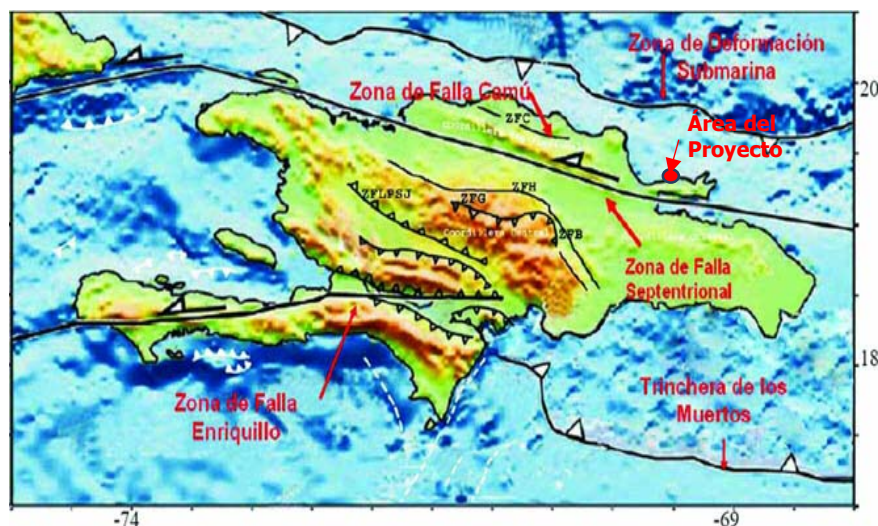 Zona de Deformación
Submarina
20
Zona de Falla Camú
ZFC
Área del
Proyecto
ZFLPSJ
ZFG
ZFH
ZFB
Zona de Falla
Septentrional
18
Trinchera de los
Muertos
Zona de Falla
Enriquillo
-74
-69